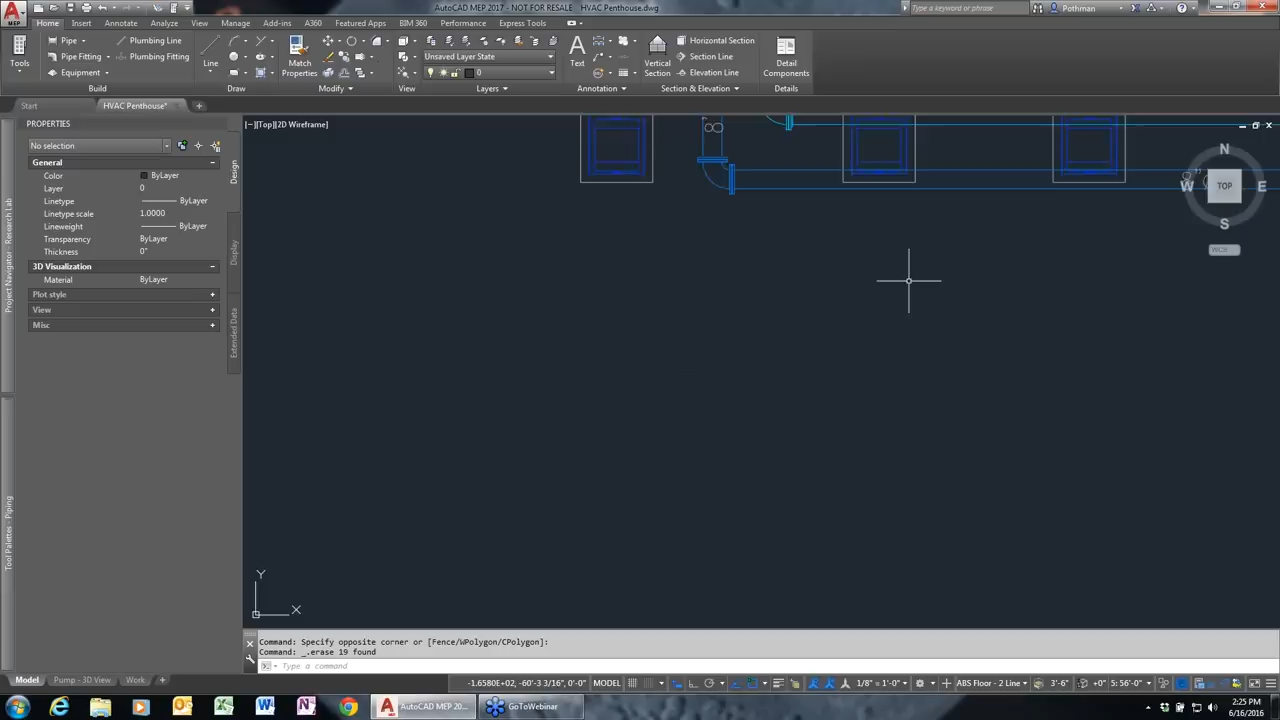 MEP
AutoCAD MEP 2017 - NOT FOR RESALE HVAC Penthouse.dwg
Type a keyword or phrase
Pothman
Home Insert Annotate Analyze View Manage Add-ins A360 Featured Apps BIM 360 Performance Express Tools
Tools
Pipe
Pipe Fitting
Equipment
Plumbing Line
Plumbing Fitting
Build
Line
Draw
Match Properties
Modify
View
Unsaved Layer State
0
Layers
Text
Annotation
Vertical Section
Horizontal Section
Section Line
Elevation Line
Section & Elevation
Detail Components
Details
Start
HVAC Penthouse*
PROPERTIES
No selection
General
Color ByLayer
Layer 0
Linetype ByLayer
Linetype scale 1.0000
Lineweight ByLayer
Transparency ByLayer
Thickness 0"
3D Visualization
Material ByLayer
Plot style
View
Misc
Design
Display
Extended Data
Project Navigator - Research Lab
Tool Palettes - Piping
[−][Top][2D Wireframe]
8
N
W TOP E
S
Y
X
Command: Specify opposite corner or [Fence/WPolygon/CPolygon]:
Command: _.erase 19 found
Type a command
Model Pump - 3D View Work
-1.6580E+02, -60'-3 3/16", 0'-0" MODEL
1/8" = 1'-0"
ABS Floor - 2 Line
3'-6"
+0
5: 56'-0"
AutoCAD MEP 20...
GoToWebinar
2:25 PM
6/16/2016